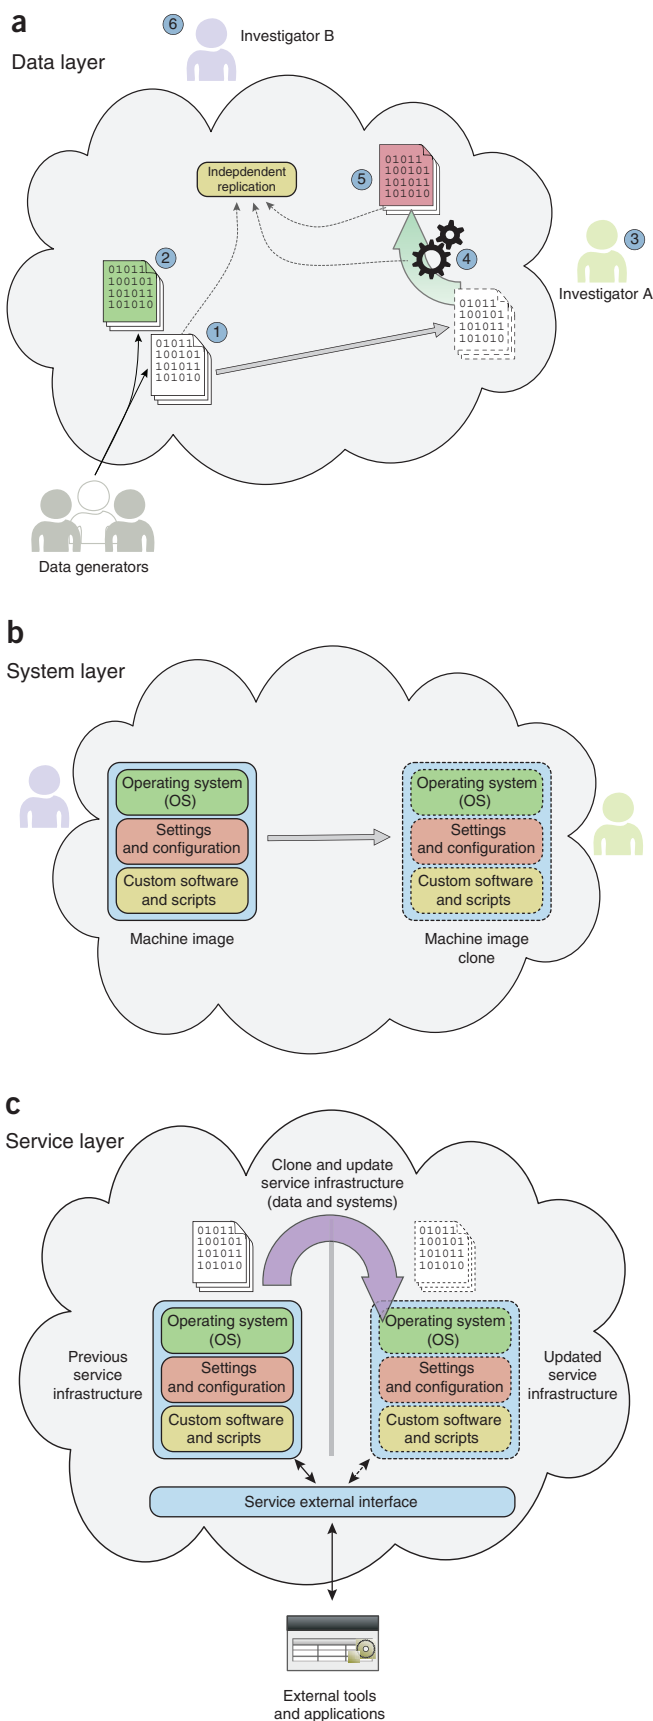 a
Data layer
6
Investigator B
Indepdendent
replication
5
01011
100101
101011
101010
4
3
Investigator A
2
01011
100101
101011
101010
1
01011
100101
101011
101010
01011
100101
101011
101010
Data generators
b
System layer
Operating system
(OS)
Settings
and configuration
Custom software
and scripts
Machine image
Operating system
(OS)
Settings
and configuration
Custom software
and scripts
Machine image
clone
c
Service layer
Clone and update
service infrastructure
(data and systems)
01011
100101
101011
101010
01011
100101
101011
101010
Previous
service
infrastructure
Operating system
(OS)
Settings
and configuration
Custom software
and scripts
Operating system
(OS)
Settings
and configuration
Custom software
and scripts
Updated
service
infrastructure
Service external interface
External tools
and applications